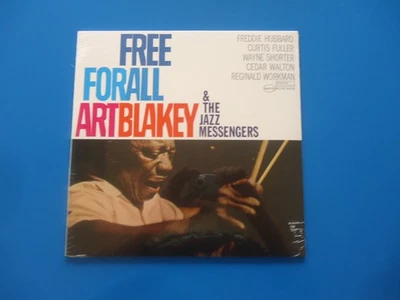 FREE
FORALL
ARTBLAKEY
& THE
JAZZ
MESSENGERS
FREDDIE HUBBARD
CURTIS FULLER
WAYNE SHORTER
CEDAR WALTON
REGINALD WORKMAN